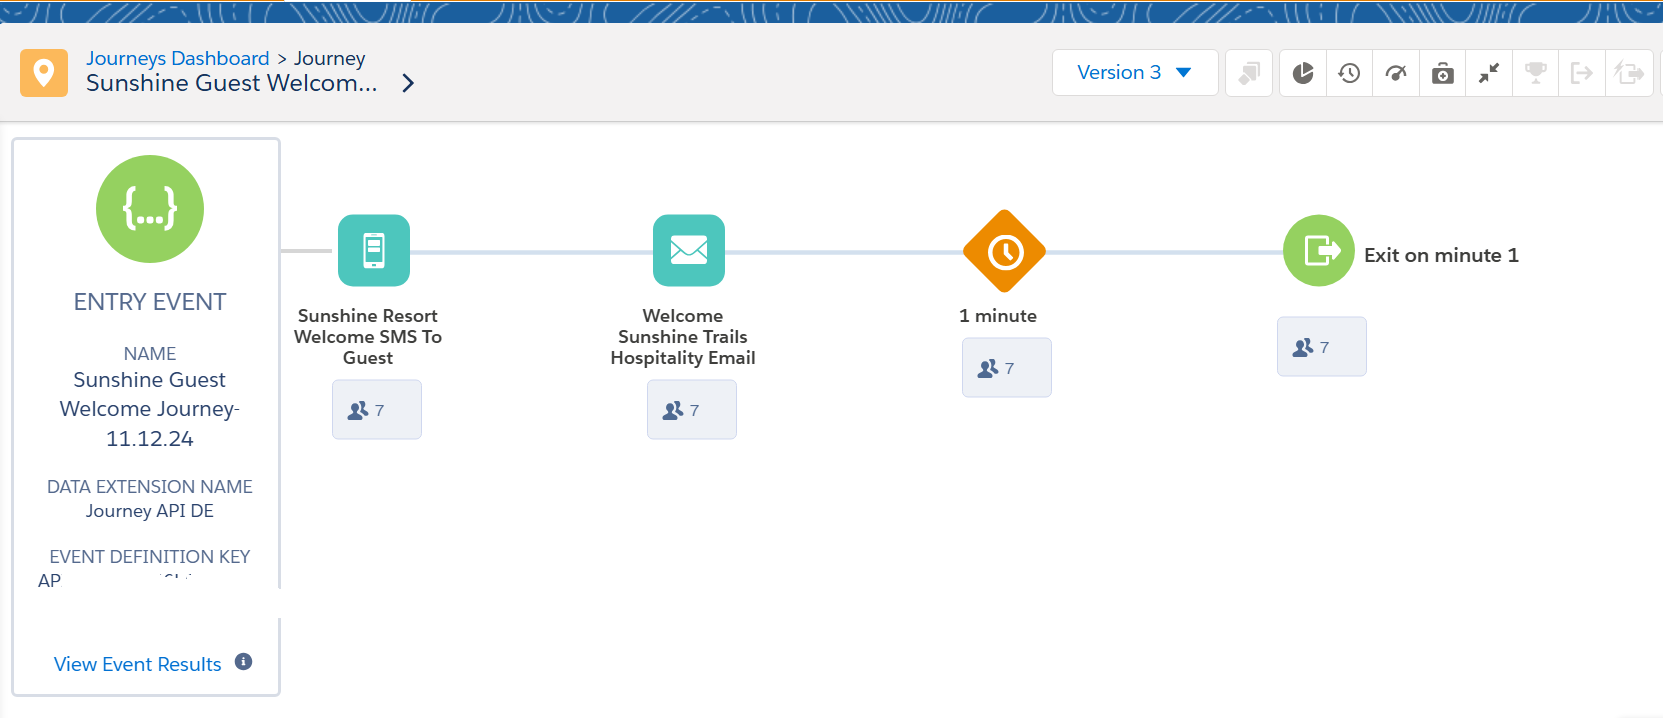 Journeys Dashboard > Journey
Sunshine Guest Welcom...
Version 3
{...}
ENTRY EVENT
NAME
Sunshine Guest
Welcome Journey-
11.12.24
DATA EXTENSION NAME
Journey API DE
EVENT DEFINITION KEY
AP
View Event Results
Sunshine Resort
Welcome SMS To
Guest
7
Welcome
Sunshine Trails
Hospitality Email
7
1 minute
7
Exit on minute 1
7